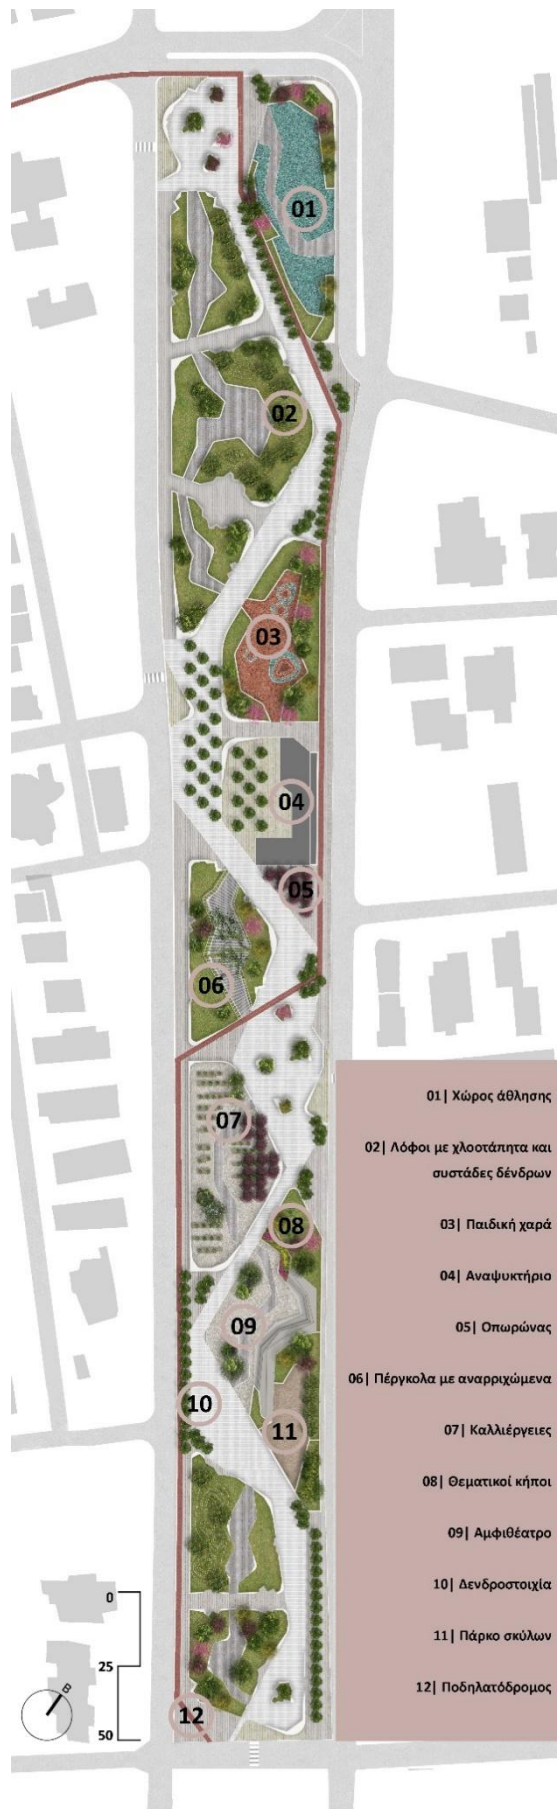 01
02
03
04
05
06
07
08
09
10
11
12
01| Χώρος άθλησης
02| Λόφοι με χλοοτάπητα και
συστάδες δένδρων
03| Παιδική χαρά
04| Αναψυκτήριο
05| Οπωρώνας
06| Πέργκολα με αναρριχώμενα
07| Καλλιέργειες
08| Θεματικοί κήποι
09| Αμφιθέατρο
10| Δενδροστοιχία
11| Πάρκο σκύλων
12| Ποδηλατόδρομος
0
25
50
Β